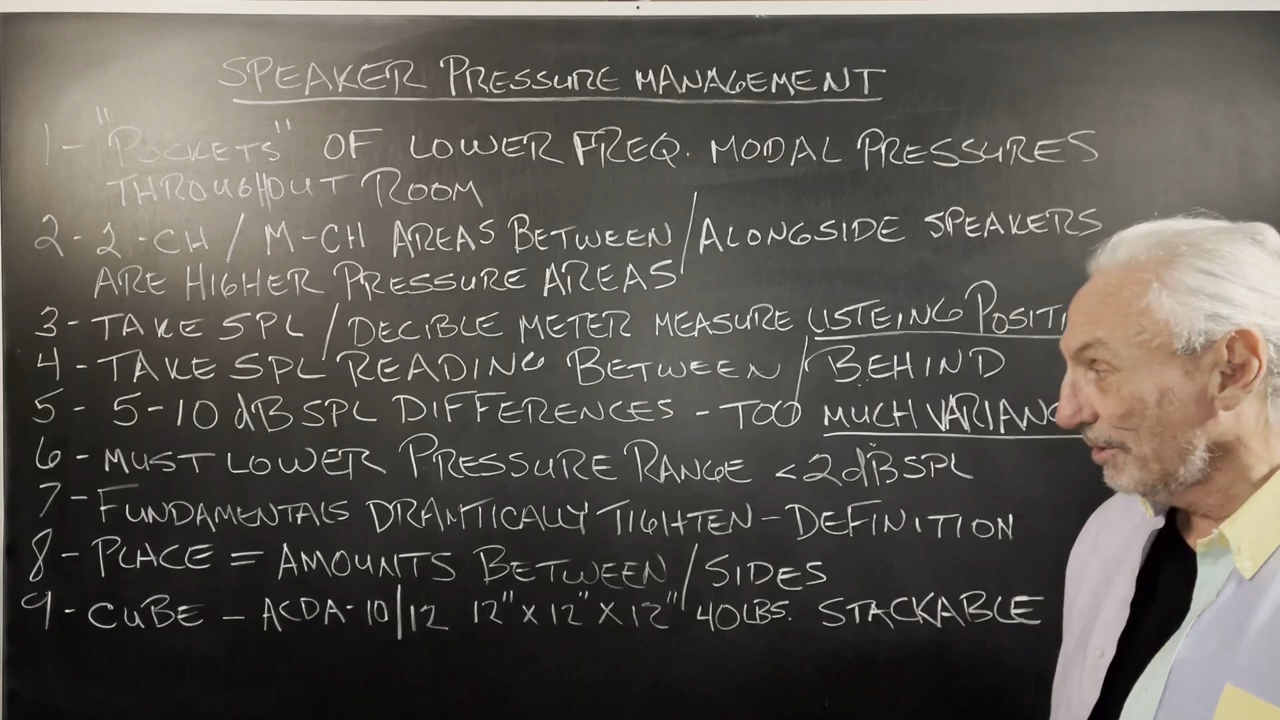 SPEAKER PRESSURE MANAGEMENT
1- "POCKETS" OF LOWER FREQ. MODAL PRESSURES
THROUGHOUT ROOM
2- 2-CH / M-CH AREAS BETWEEN / ALONGSIDE SPEAKERS
ARE HIGHER PRESSURE AREAS
3- TAKE SPL / DECIBLE METER MEASURE LISTEING POSITI
4- TAKE SPL READING BETWEEN / BEHIND
5- 5-10 dB SPL DIFFERENCES - TOO MUCH VARIANC
6- MUST LOWER PRESSURE RANGE <2dB SPL
7- FUNDAMENTALS DRAMTICALLY TIGHTEN - DEFINITION
8- PLACE = AMOUNTS BETWEEN / SIDES
9- CUBE - ACDA-10/12 12" X 12" X 12" 40LBS. STACKABLE